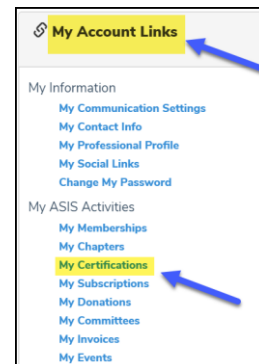 My Account Links
My Information
My Communication Settings
My Contact Info
My Professional Profile
My Social Links
Change My Password
My ASIS Activities
My Memberships
My Chapters
My Certifications
My Subscriptions
My Donations
My Committees
My Invoices
My Events